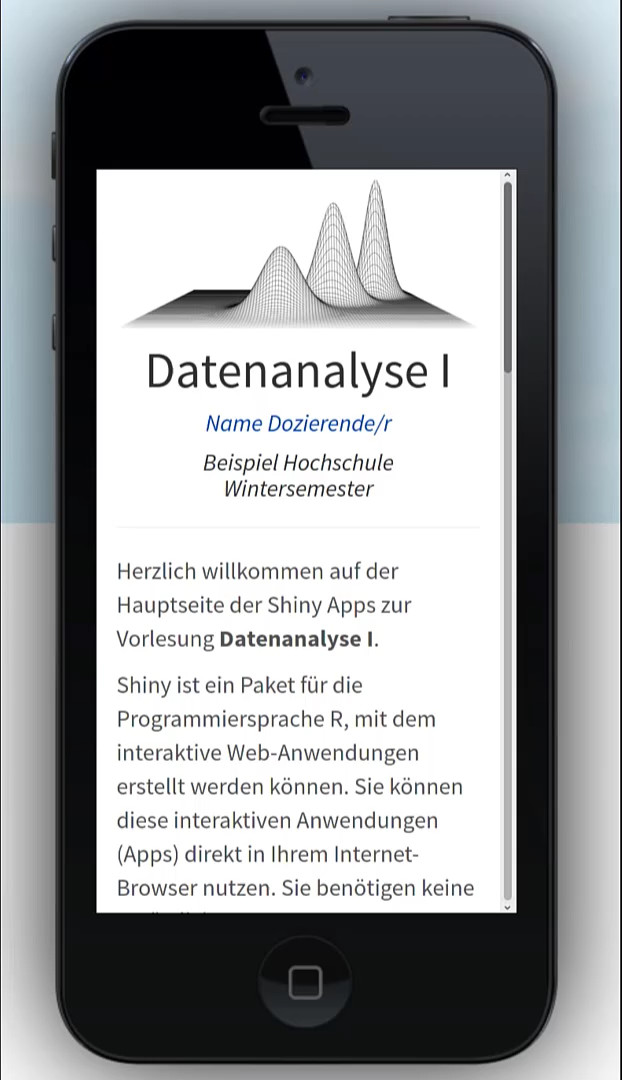 Datenanalyse I
Name Dozierende/r
Beispiel Hochschule
Wintersemester
Herzlich willkommen auf der
Hauptseite der Shiny Apps zur
Vorlesung Datenanalyse I.
Shiny ist ein Paket für die
Programmiersprache R, mit dem
interaktive Web-Anwendungen
erstellt werden können. Sie können
diese interaktiven Anwendungen
(Apps) direkt in Ihrem Internet-
Browser nutzen. Sie benötigen keine